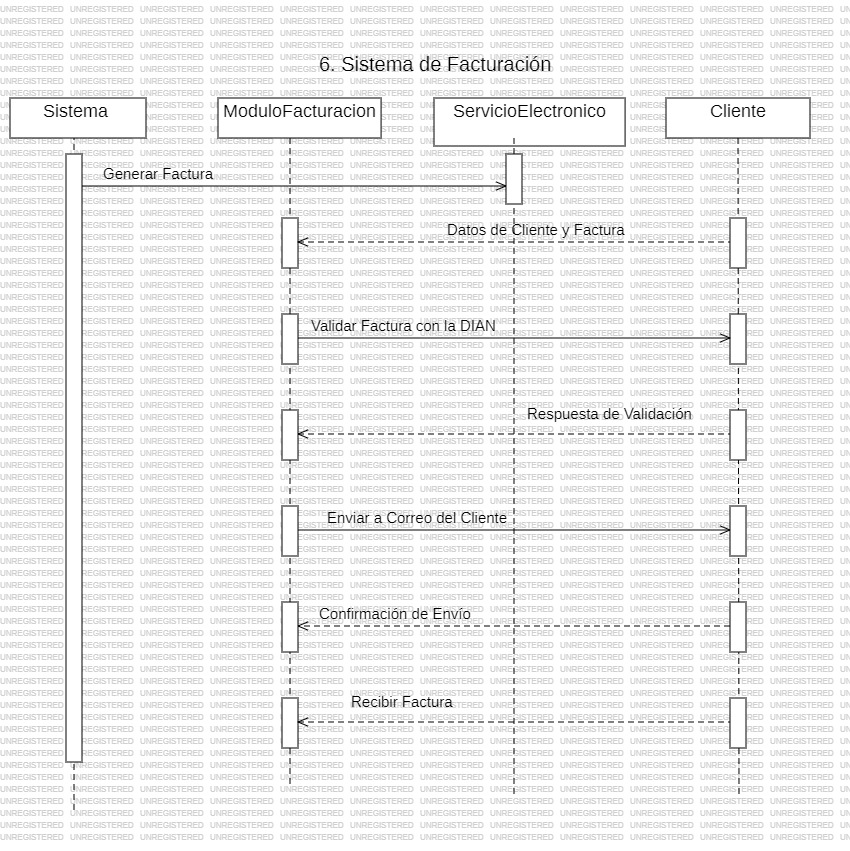 6. Sistema de Facturación
Sistema
ModuloFacturacion
ServicioElectronico
Cliente
Generar Factura
Datos de Cliente y Factura
Validar Factura con la DIAN
Respuesta de Validación
Enviar a Correo del Cliente
Confirmación de Envío
Recibir Factura
UNREGISTERED